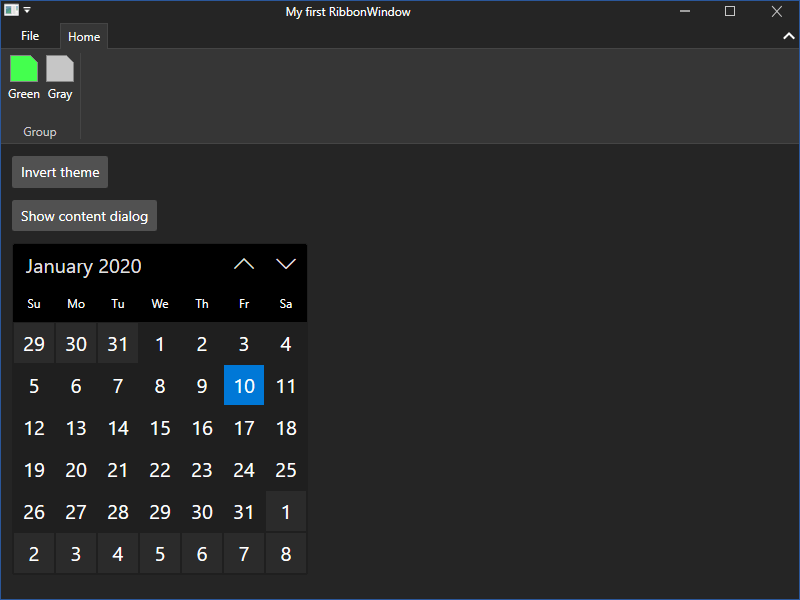 My first RibbonWindow
File Home
Green Gray
Group
Invert theme
Show content dialog
January 2020
Su Mo Tu We Th Fr Sa
29 30 31 1 2 3 4
5 6 7 8 9 10 11
12 13 14 15 16 17 18
19 20 21 22 23 24 25
26 27 28 29 30 31 1
2 3 4 5 6 7 8